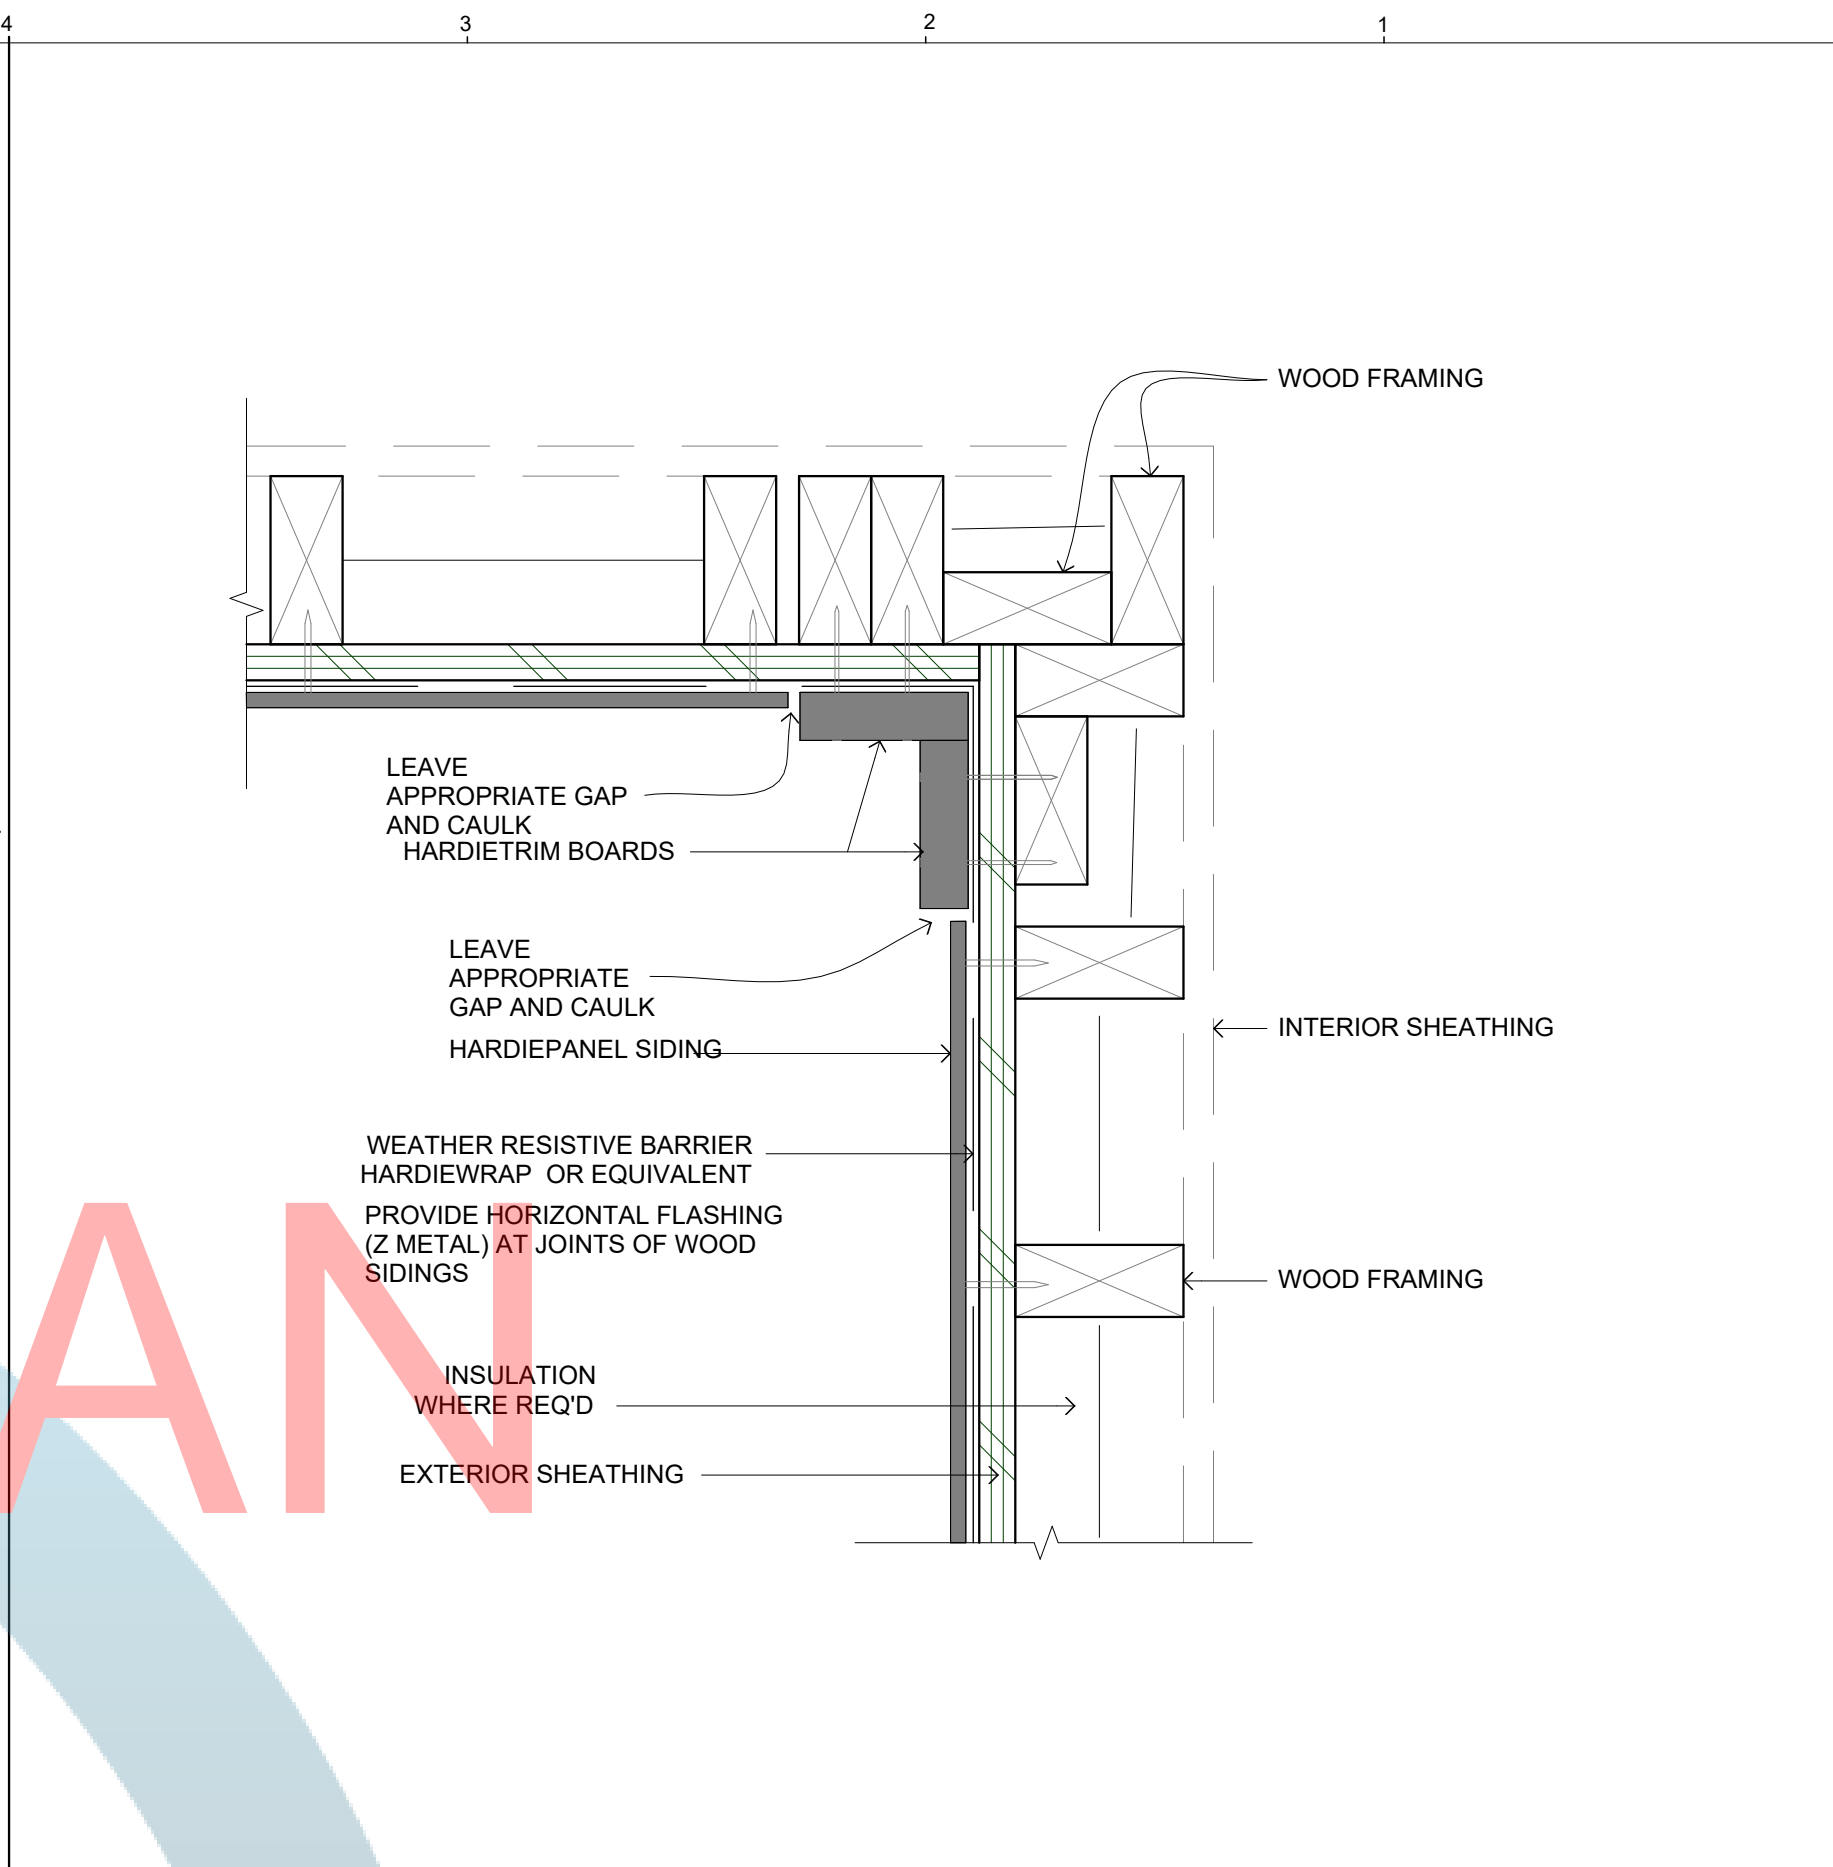 4
3
2
1
WOOD FRAMING
LEAVE
APPROPRIATE GAP
AND CAULK
HARDIETRIM BOARDS
LEAVE
APPROPRIATE
GAP AND CAULK
INTERIOR SHEATHING
HARDIEPANEL SIDING
WEATHER RESISTIVE BARRIER
HARDIEWRAP  OR EQUIVALENT
PROVIDE HORIZONTAL FLASHING
(Z METAL) AT JOINTS OF WOOD
SIDINGS
WOOD FRAMING
INSULATION
WHERE REQ'D
EXTERIOR SHEATHING
AN